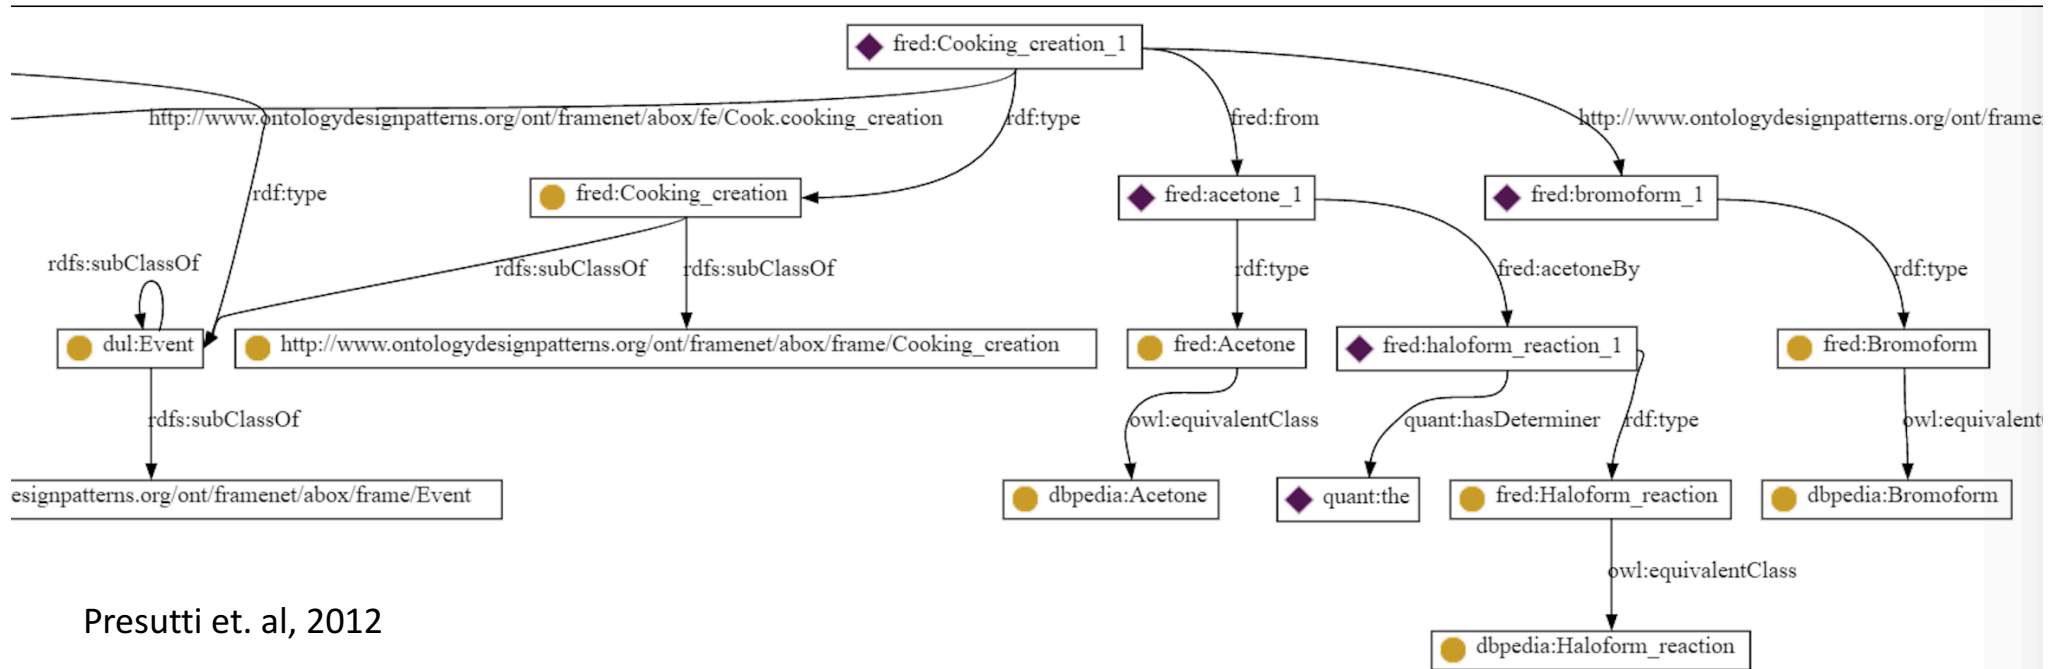 fred:Cooking_creation_1
http://www.ontologydesignpatterns.org/ont/framenet/abox/fe/Cook.cooking_creation
rdf:type
fred:from
http://www.ontologydesignpatterns.org/ont/frame
rdf:type
fred:Cooking_creation
fred:acetone_1
fred:bromoform_1
rdfs:subClassOf
rdfs:subClassOf
rdfs:subClassOf
rdf:type
fred:acetoneBy
rdf:type
dul:Event
http://www.ontologydesignpatterns.org/ont/framenet/abox/frame/Cooking_creation
fred:Acetone
fred:haloform_reaction_1
fred:Bromoform
rdfs:subClassOf
owl:equivalentClass
quant:hasDeterminer
rdf:type
owl:equivalent
esignpatterns.org/ont/framenet/abox/frame/Event
dbpedia:Acetone
quant:the
fred:Haloform_reaction
dbpedia:Bromoform
owl:equivalentClass
Presutti et. al, 2012
dbpedia:Haloform_reaction